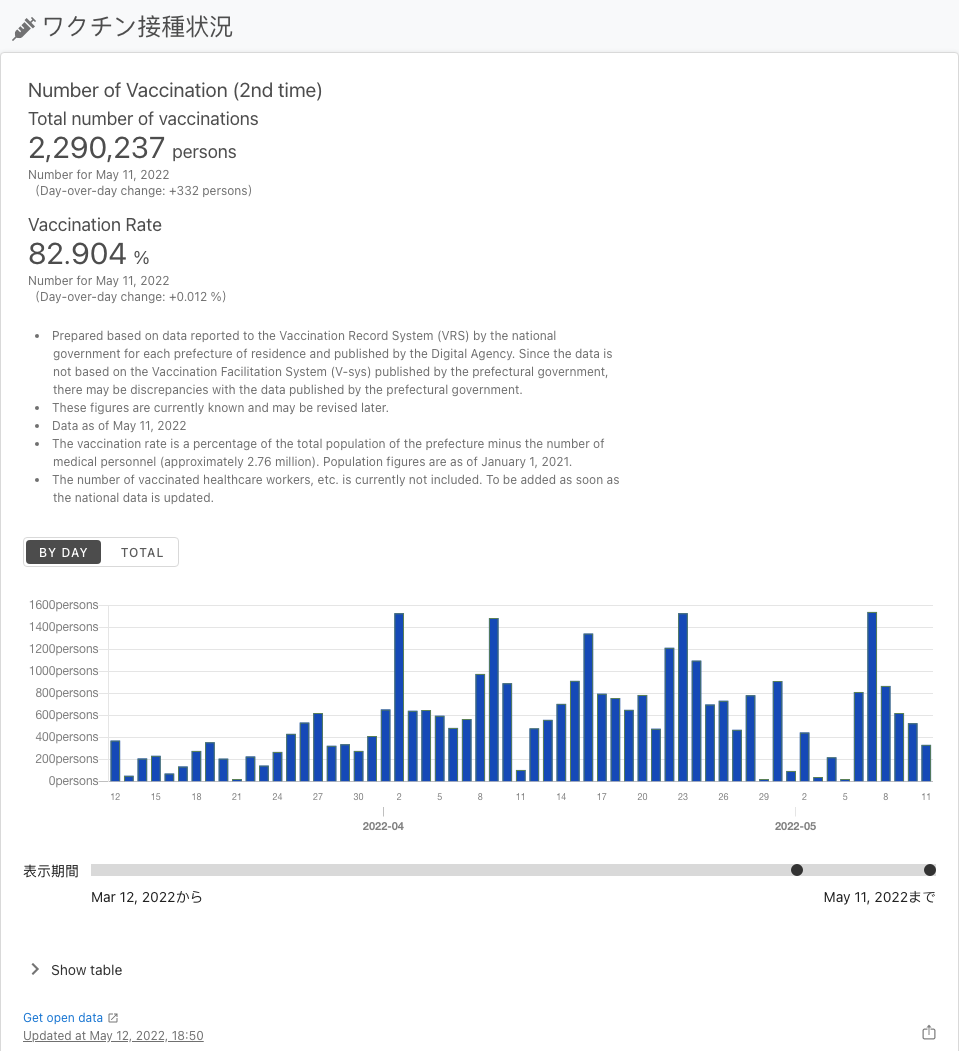 ワクチン接種状況
Number of Vaccination (2nd time)
Total number of vaccinations
2,290,237 persons
Number for May 11, 2022
(Day-over-day change: +332 persons)
Vaccination Rate
82.904 %
Number for May 11, 2022
(Day-over-day change: +0.012 %)
• Prepared based on data reported to the Vaccination Record System (VRS) by the national
government for each prefecture of residence and published by the Digital Agency. Since the data is
not based on the Vaccination Facilitation System (V-sys) published by the prefectural government,
there may be discrepancies with the data published by the prefectural government.
• These figures are currently known and may be revised later.
• Data as of May 11, 2022
• The vaccination rate is a percentage of the total population of the prefecture minus the number of
medical personnel (approximately 2.76 million). Population figures are as of January 1, 2021.
• The number of vaccinated healthcare workers, etc. is currently not included. To be added as soon as
the national data is updated.
BY DAY TOTAL
1600persons
1400persons
1200persons
1000persons
800persons
600persons
400persons
200persons
0persons
12 15 18 21 24 27 30 2 5 8 11 14 17 20 23 26 29 2 5 8 11
2022-04 2022-05
表示期間
Mar 12, 2022から May 11, 2022まで
Show table
Get open data
Updated at May 12, 2022, 18:50